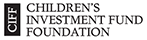 CIFF
CHILDREN'S
INVESTMENT FUND
FOUNDATION